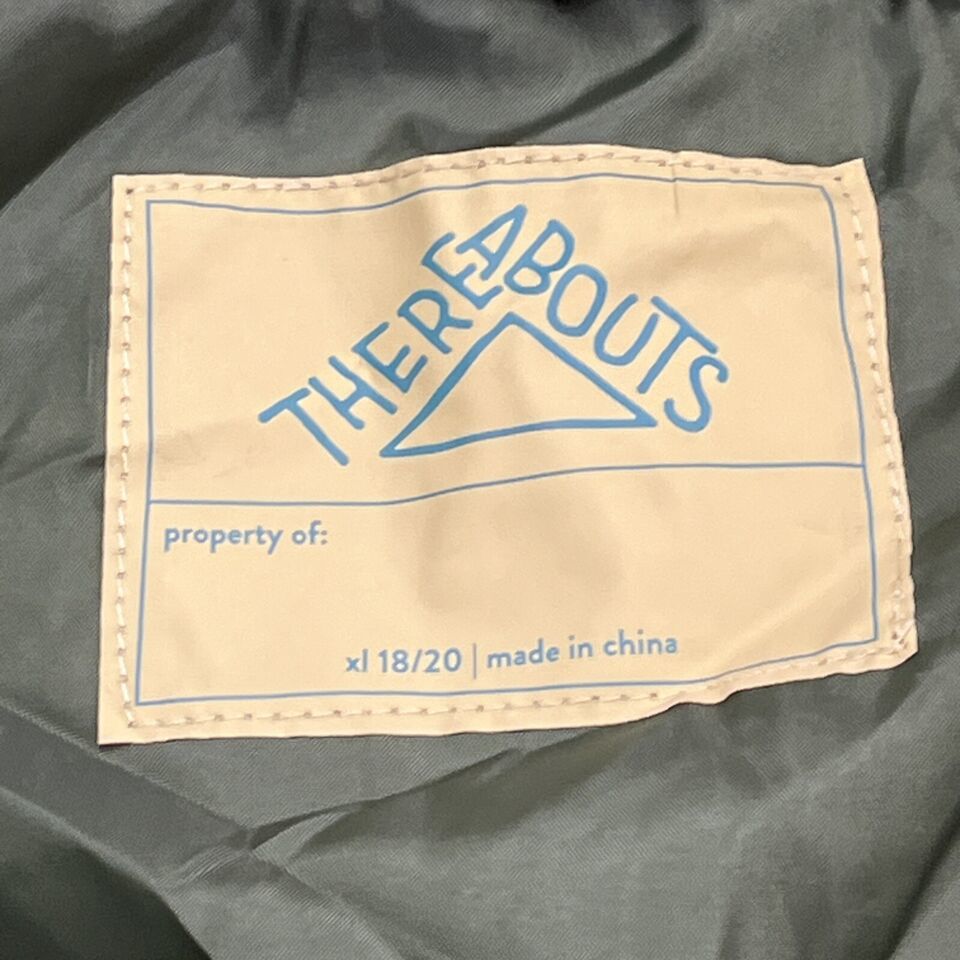 THEREABOUTS
property of:
xl 18/20 | made in china